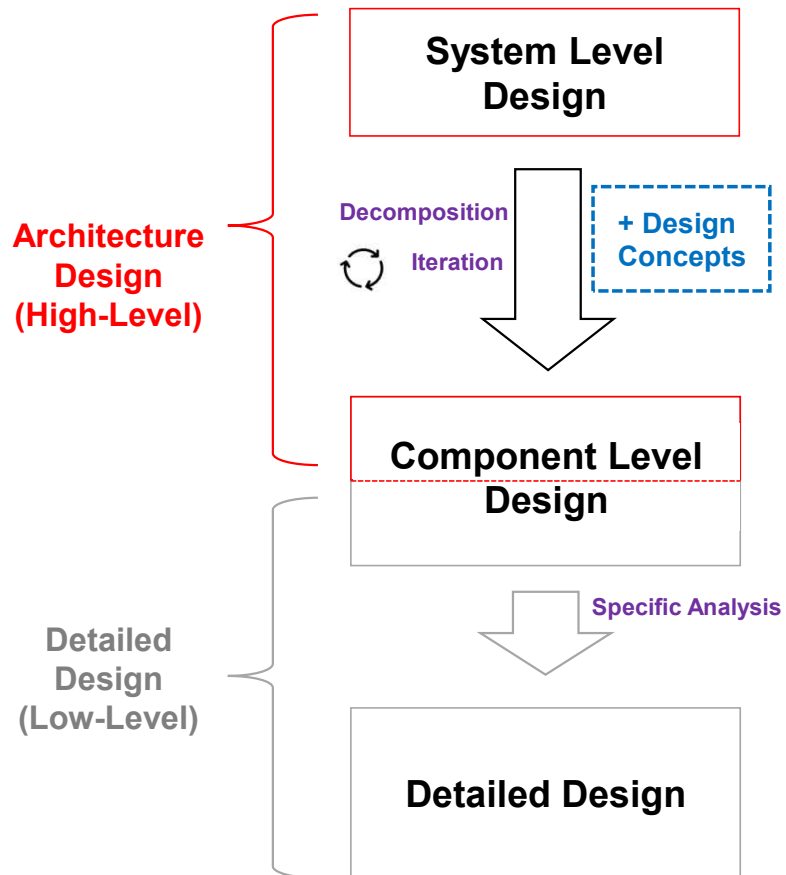 System Level
Design
Decomposition
Iteration
+ Design
Concepts
Architecture
Design
(High-Level)
Component Level
Design
Specific Analysis
Detailed
Design
(Low-Level)
Detailed Design